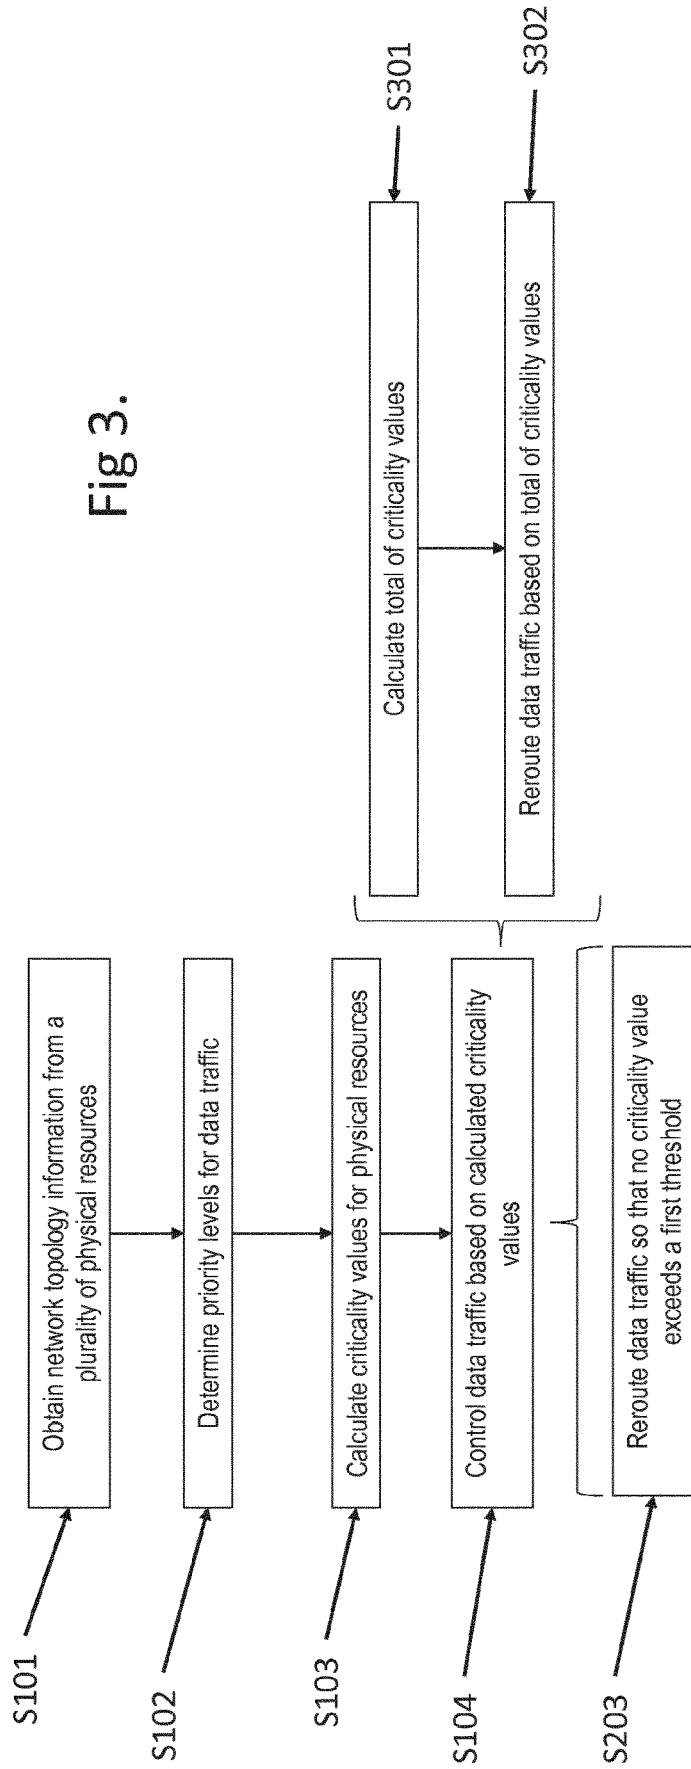 Fig 3.
S101
Obtain network topology information from a
plurality of physical resources
S102
Determine priority levels for data traffic
S103
Calculate criticality values for physical resources
S104
Control data traffic based on calculated criticality
values
S203
Reroute data traffic so that no criticality value
exceeds a first threshold
Calculate total of criticality values
S301
Reroute data traffic based on total of criticality values
S302